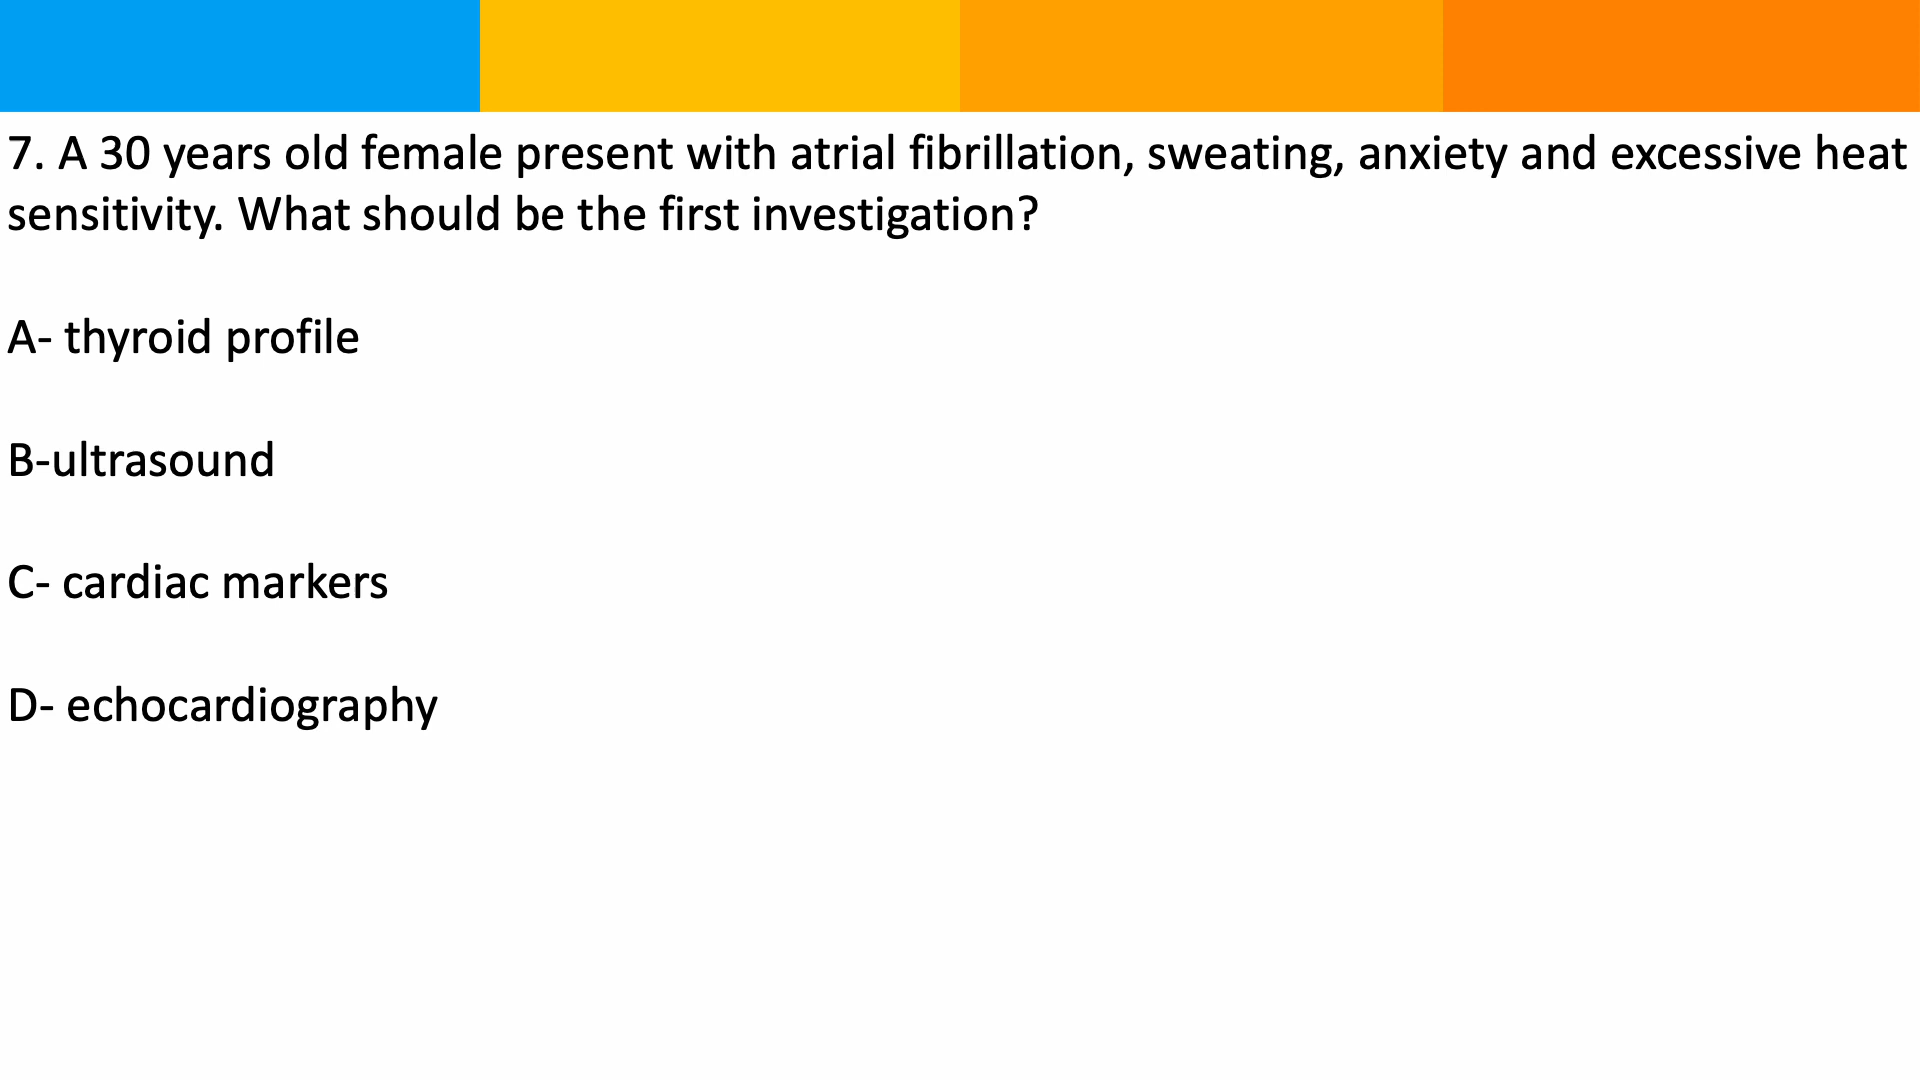 7. A 30 years old female present with atrial fibrillation, sweating, anxiety and excessive heat
sensitivity. What should be the first investigation?
A- thyroid profile
B-ultrasound
C- cardiac markers
D- echocardiography